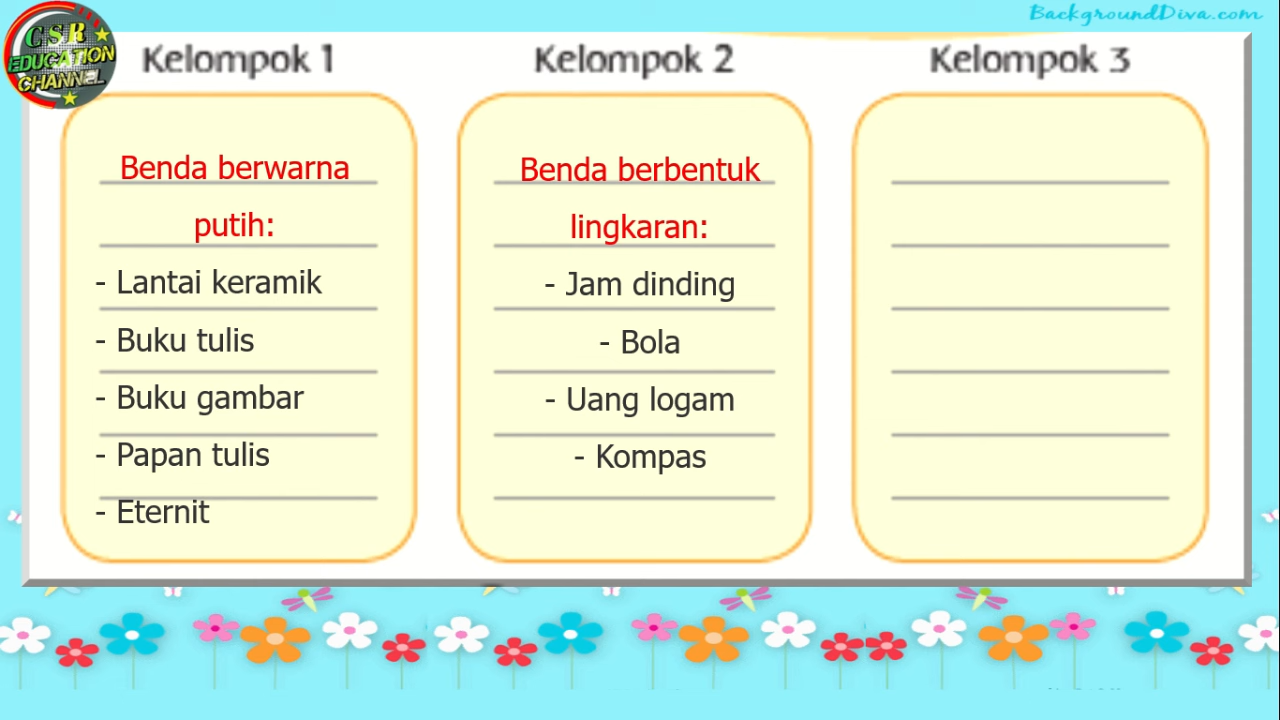 BackgroundDiva.com
CSR
EDUCATION
CHANNEL
Kelompok 1
Benda berwarna
putih:
- Lantai keramik
- Buku tulis
- Buku gambar
- Papan tulis
- Eternit
Kelompok 2
Benda berbentuk
lingkaran:
- Jam dinding
- Bola
- Uang logam
- Kompas
Kelompok 3